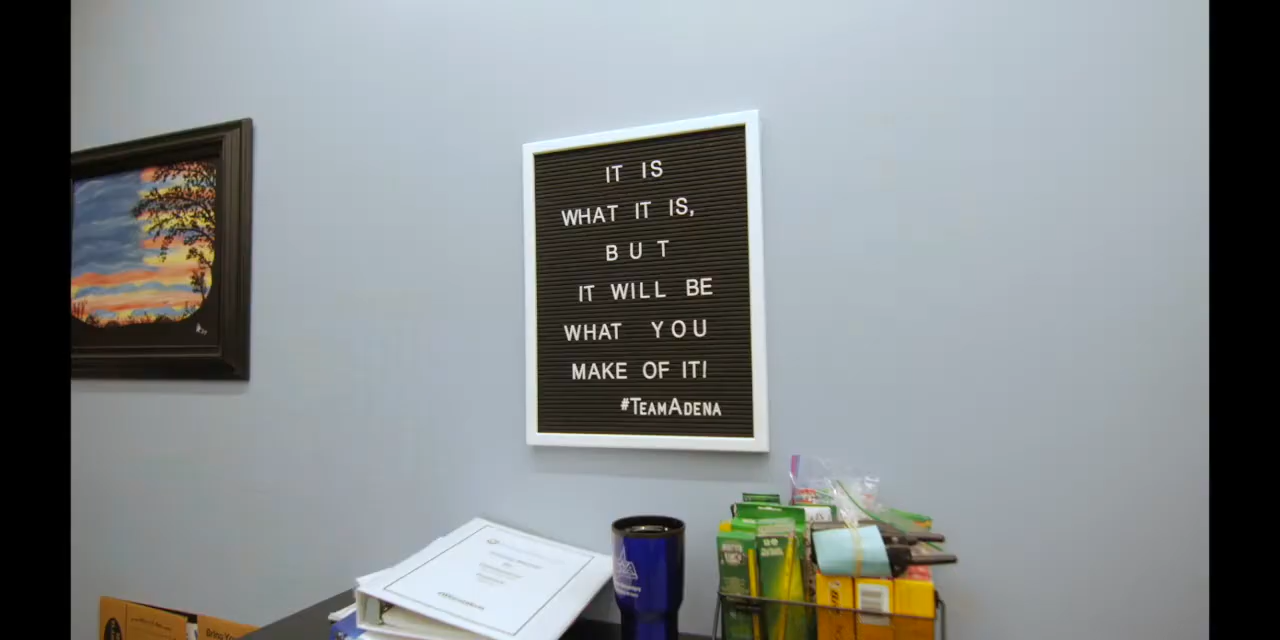 IT IS
WHAT IT IS,
BUT
IT WILL BE
WHAT YOU
MAKE OF IT!
#TEAMADENA